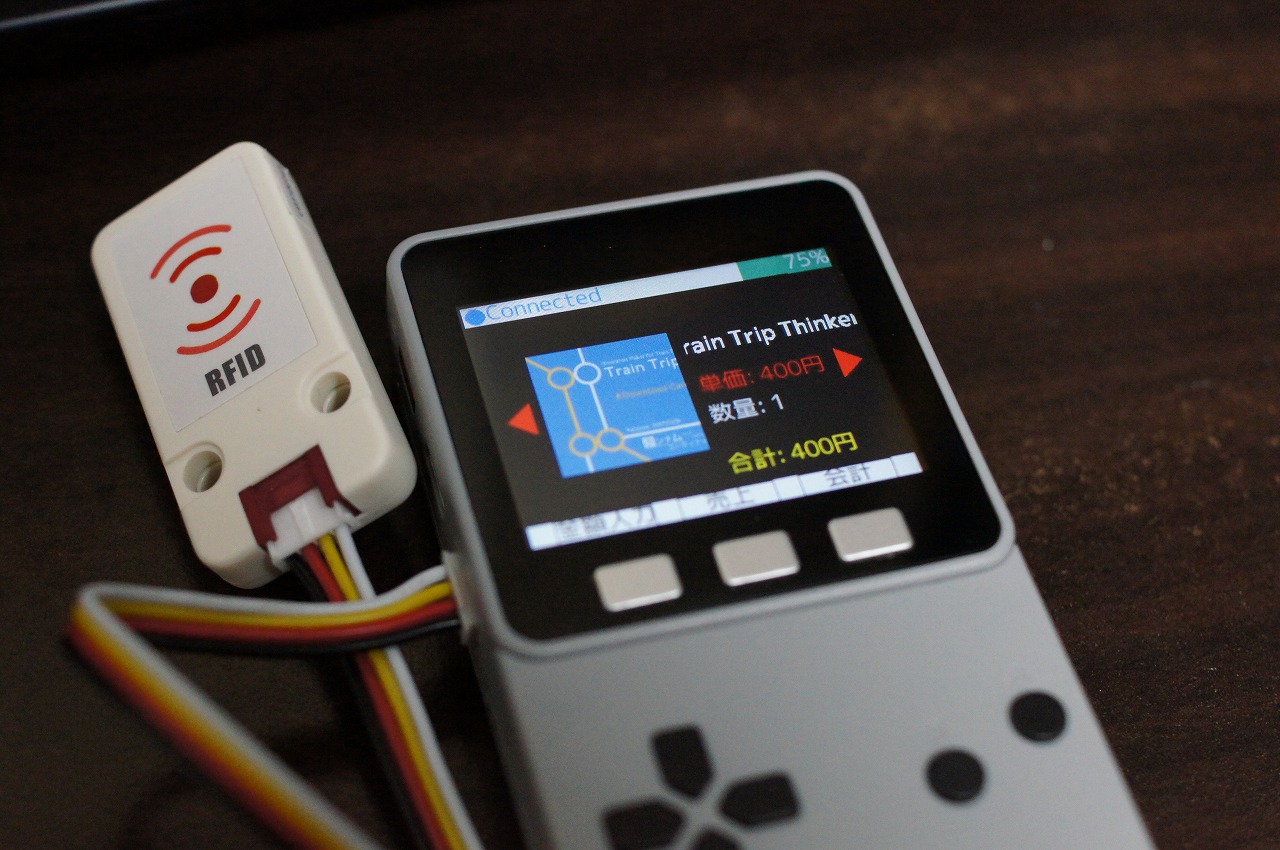 RFID
Connected
75%
Train Trip
rain Trip Thinker
単価: 400円
数量: 1
合計: 400円
金額入力
売上
会計